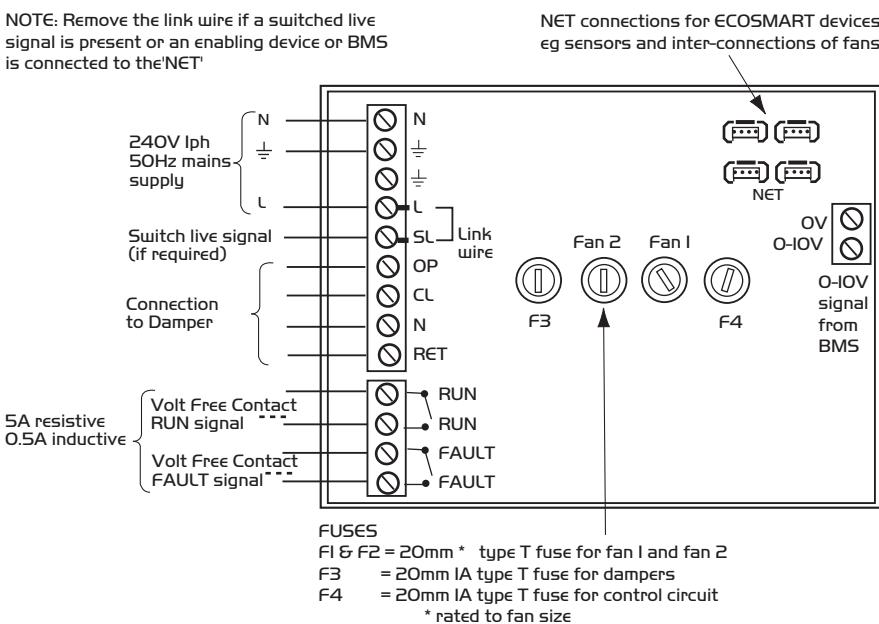 NOTE: Remove the link wire if a switched live
signal is present or an enabling device or BMS
is connected to the'NET'
NET connections for ECOSMART devices
eg sensors and inter-connections of fans
N
240V 1ph
50Hz mains
supply
L
Switch live signal
(if required)
Connection
to Damper
5A resistive
0.5A inductive
Volt Free Contact
RUN signal
Volt Free Contact
FAULT signal
N
L
SL
Link
wire
OP
CL
N
RET
RUN
RUN
FAULT
FAULT
Fan 2
Fan 1
F3
F4
NET
0V
0-10V
0-10V
signal
from
BMS
FUSES
F1 & F2 = 20mm * type T fuse for fan 1 and fan 2
F3 = 20mm 1A type T fuse for dampers
F4 = 20mm 1A type T fuse for control circuit
* rated to fan size